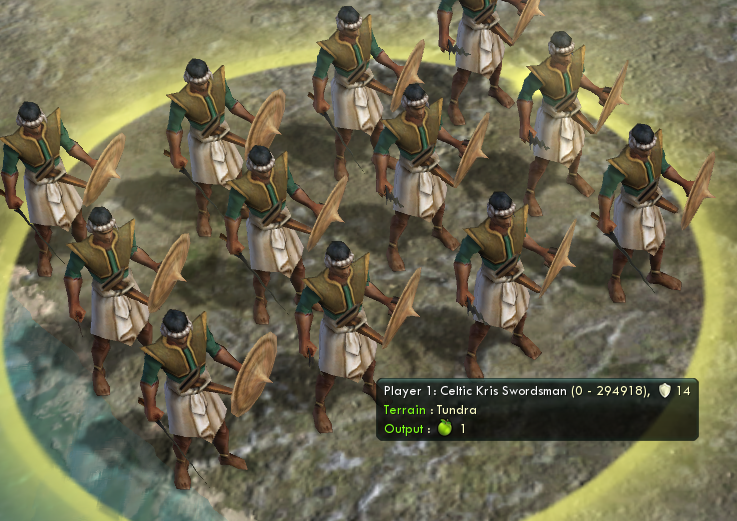 Player 1: Celtic Kris Swordsman (0 - 294918), 14
Terrain : Tundra
Output : 1